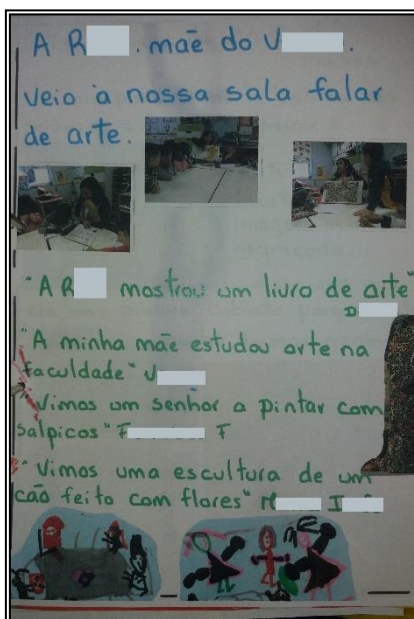 A R . mãe do V .
veio à nossa sala falar
de arte.
"A R mostrou um livro de arte"
D
"A minha mãe estudou arte na
faculdade" V
"Vimos um senhor a pintar com
salpicos" F F
"Vimos uma escultura de um
cão feito com flores" M I